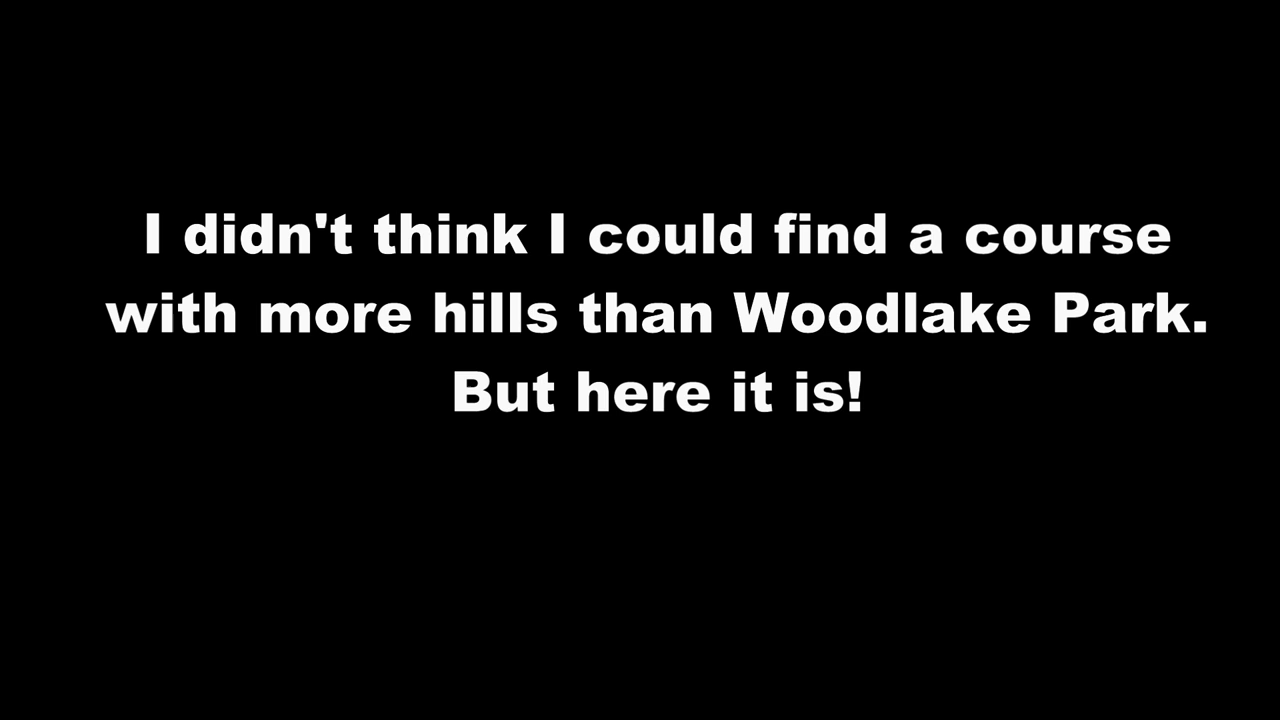 I didn't think I could find a course
with more hills than Woodlake Park.
But here it is!